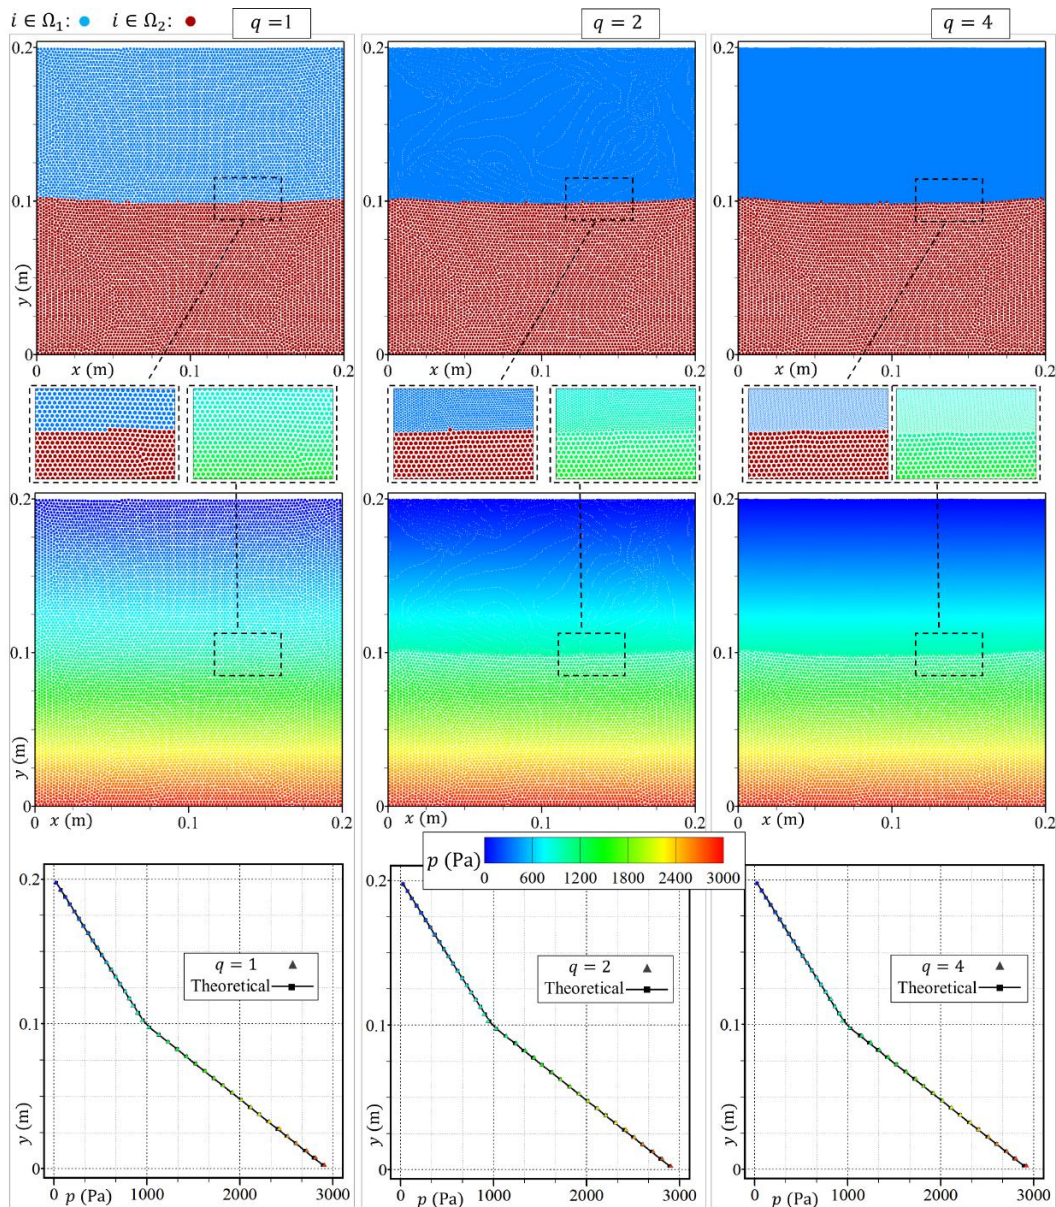 i ∈ Ω₁: i ∈ Ω₂: q =1 q = 2 q = 4
0.2 0.2 0.2
0.1 0.1 0.1
y (m) y (m) y (m)
0 0 0
0 x (m) 0.1 0.2 0 x (m) 0.1 0.2 0 x (m) 0.1 0.2
0.2 0.2 0.2
0.1 0.1 0.1
y (m) y (m) y (m)
0 0 0
0 x (m) 0.1 0.2 0 x (m) 0.1 0.2 0 x (m) 0.1 0.2
p (Pa)
0 600 1200 1800 2400 3000
0.2 0.2 0.2
q = 1 q = 2 q = 4
Theoretical Theoretical Theoretical
0.1 0.1 0.1
y (m) y (m) y (m)
0 0 0
0 p (Pa) 1000 2000 3000 0 p (Pa) 1000 2000 3000 0 p (Pa) 1000 2000 3000